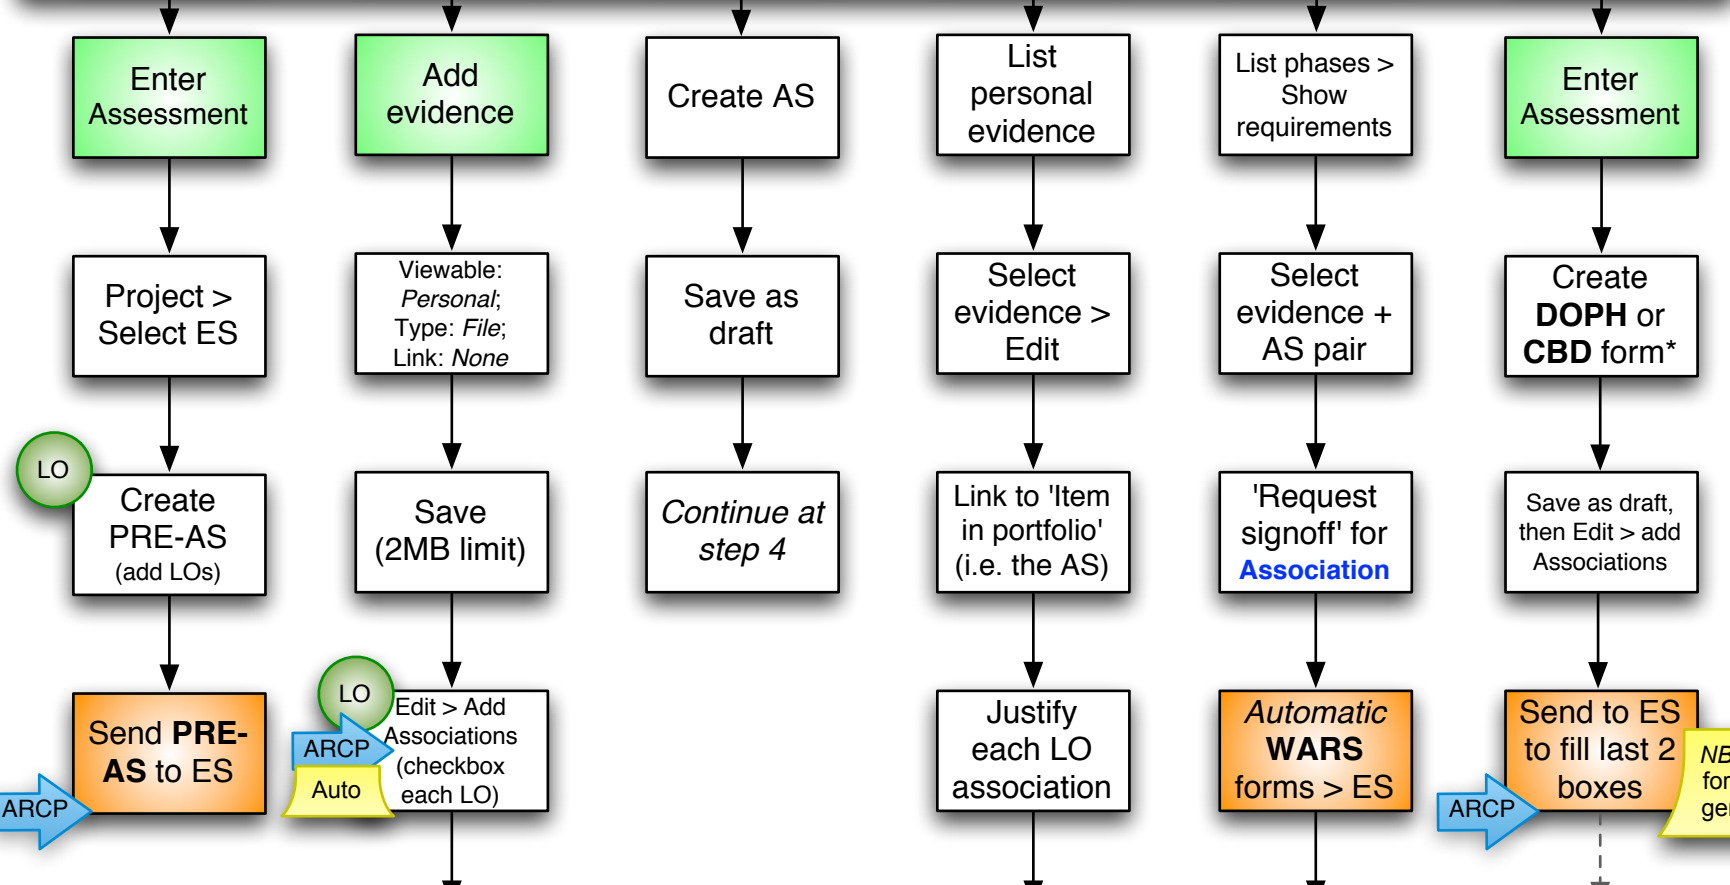 Enter
Assessment
Project >
Select ES
LO
Create
PRE-AS
(add LOs)
Send PRE-
AS to ES
ARCP
Add
evidence
Viewable:
Personal;
Type: File;
Link: None
Save
(2MB limit)
LO
Edit > Add
Associations
(checkbox
each LO)
ARCP
Auto
Create AS
Save as
draft
Continue at
step 4
List
personal
evidence
Select
evidence >
Edit
Link to 'Item
in portfolio'
(i.e. the AS)
Justify
each LO
association
List phases >
Show
requirements
Select
evidence +
AS pair
'Request
signoff' for
Association
Automatic
WARS
forms > ES
Enter
Assessment
Create
DOPH or
CBD form*
Save as draft,
then Edit > add
Associations
Send to ES
to fill last 2
boxes
ARCP
NB